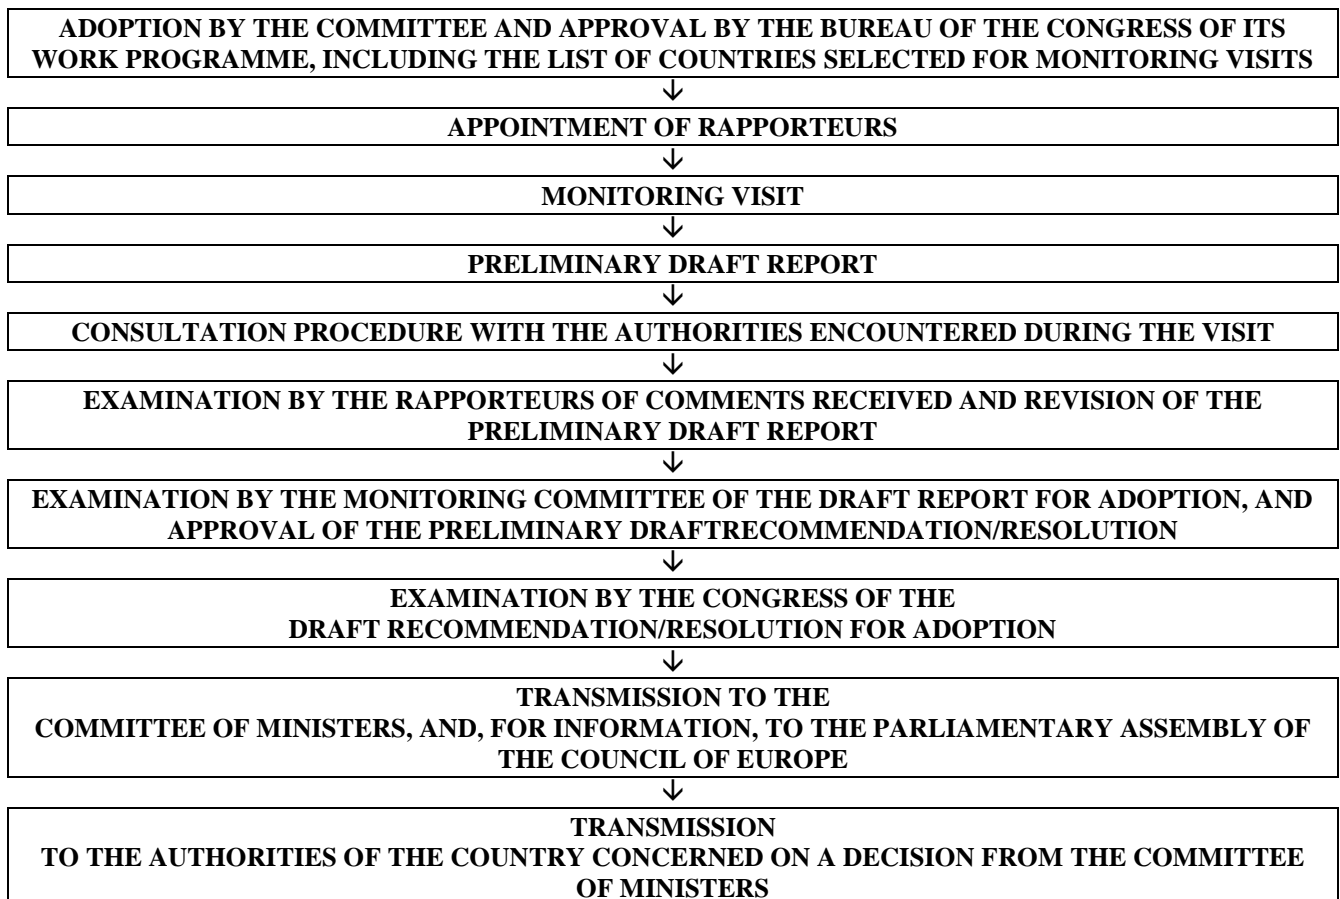 ADOPTION BY THE COMMITTEE AND APPROVAL BY THE BUREAU OF THE CONGRESS OF ITS
WORK PROGRAMME, INCLUDING THE LIST OF COUNTRIES SELECTED FOR MONITORING VISITS
APPOINTMENT OF RAPPORTEURS
MONITORING VISIT
PRELIMINARY DRAFT REPORT
CONSULTATION PROCEDURE WITH THE AUTHORITIES ENCOUNTERED DURING THE VISIT
EXAMINATION BY THE RAPPORTEURS OF COMMENTS RECEIVED AND REVISION OF THE
PRELIMINARY DRAFT REPORT
EXAMINATION BY THE MONITORING COMMITTEE OF THE DRAFT REPORT FOR ADOPTION, AND
APPROVAL OF THE PRELIMINARY DRAFTRECOMMENDATION/RESOLUTION
EXAMINATION BY THE CONGRESS OF THE
DRAFT RECOMMENDATION/RESOLUTION FOR ADOPTION
TRANSMISSION TO THE
COMMITTEE OF MINISTERS, AND, FOR INFORMATION, TO THE PARLIAMENTARY ASSEMBLY OF
THE COUNCIL OF EUROPE
TRANSMISSION
TO THE AUTHORITIES OF THE COUNTRY CONCERNED ON A DECISION FROM THE COMMITTEE
OF MINISTERS